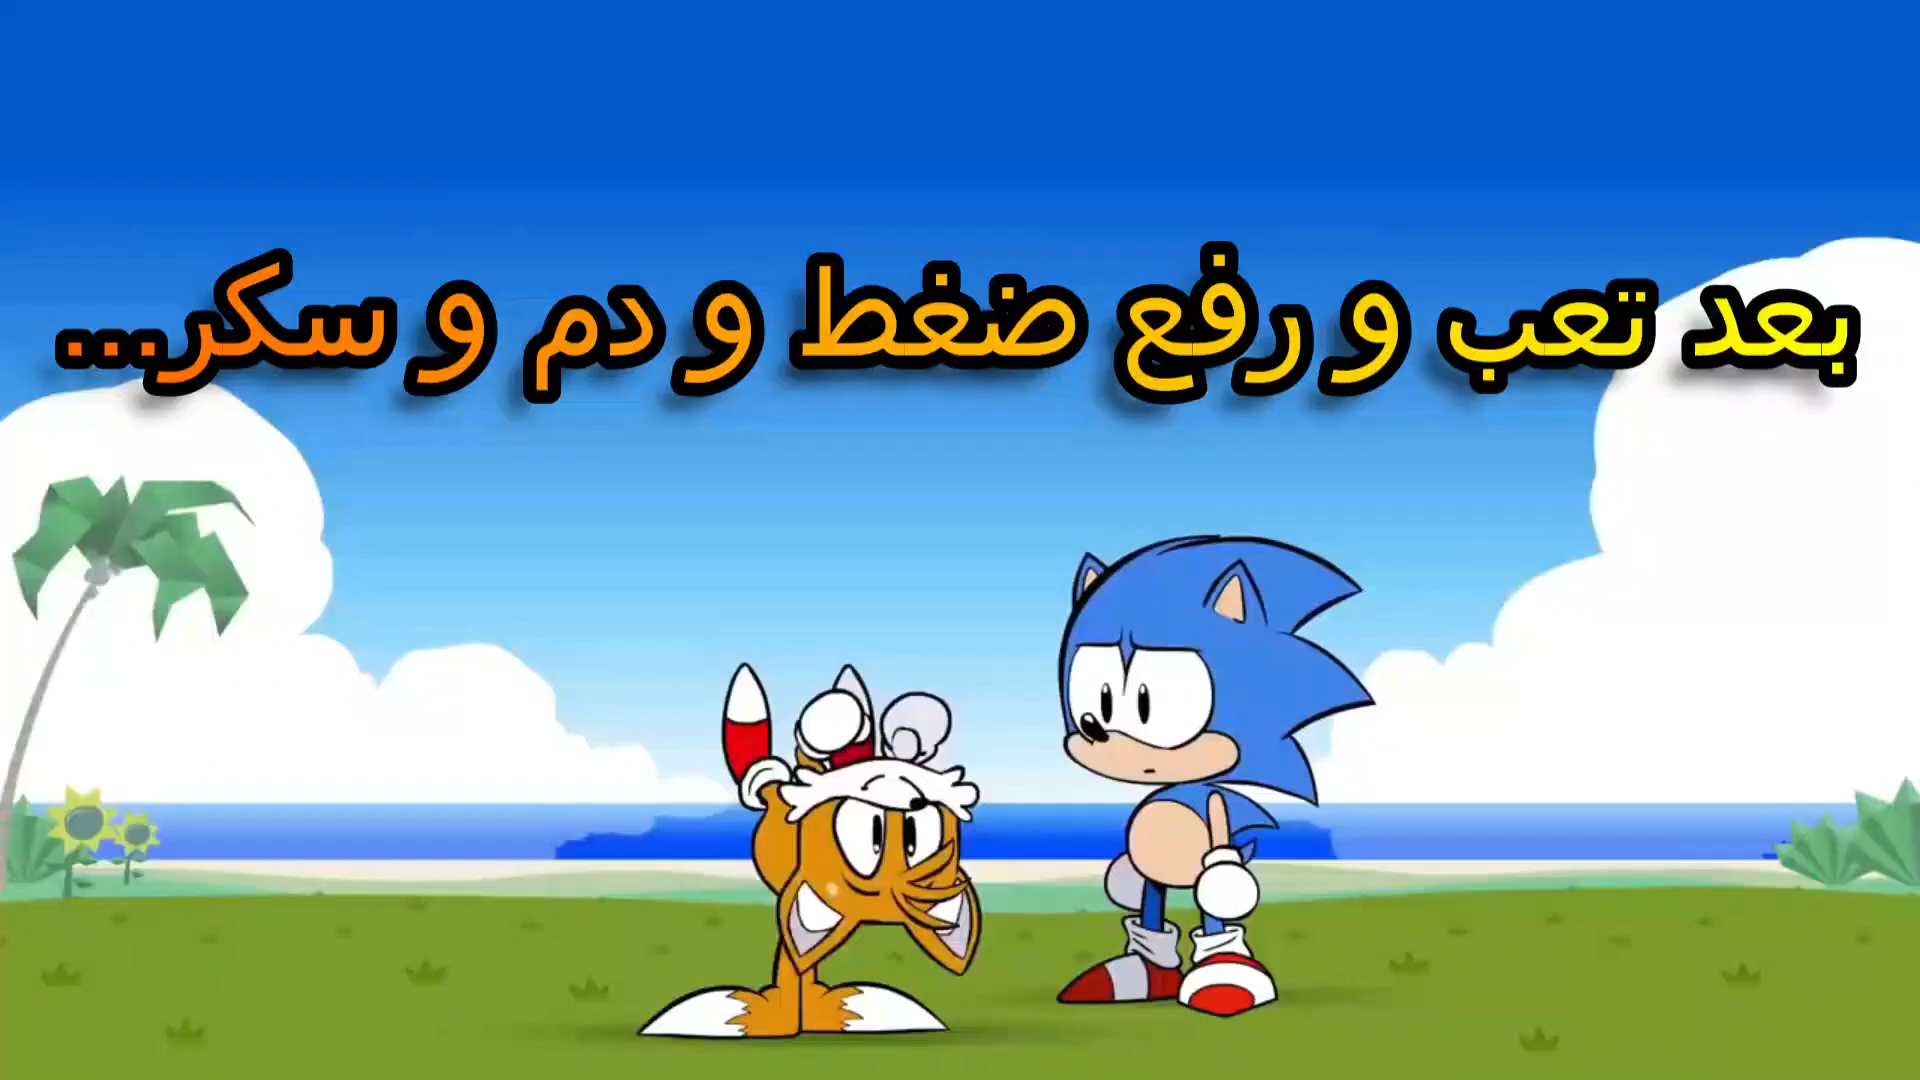 بعد تعب و رفع ضغط و دم و سكر...